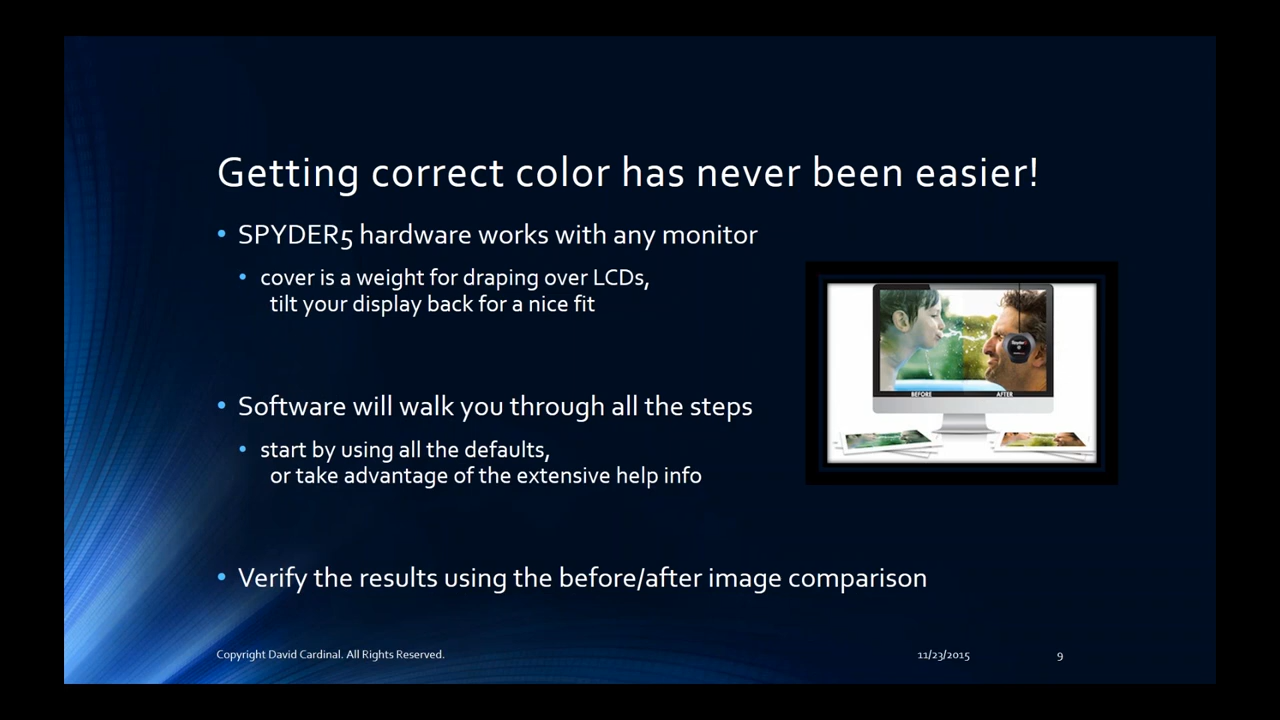 Getting correct color has never been easier!
• SPYDER5 hardware works with any monitor
• cover is a weight for draping over LCDs,
tilt your display back for a nice fit
BEFORE AFTER
• Software will walk you through all the steps
• start by using all the defaults,
or take advantage of the extensive help info
• Verify the results using the before/after image comparison
Copyright David Cardinal. All Rights Reserved. 11/23/2015 9